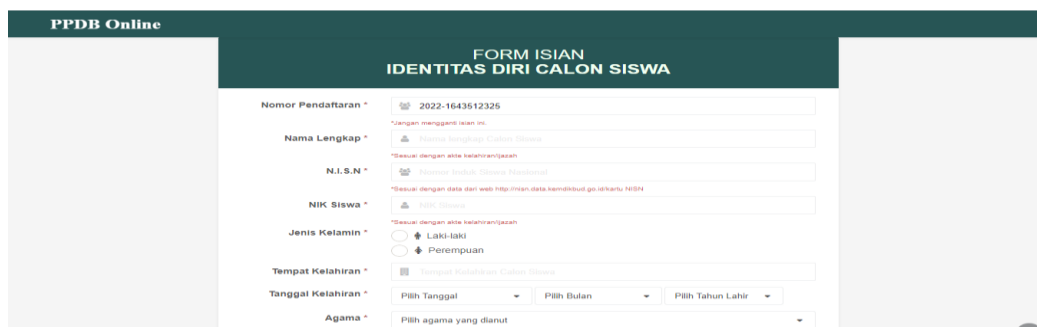 PPDB Online
FORM ISIAN
IDENTITAS DIRI CALON SISWA
Nomor Pendaftaran * 2022-1643512325
*Jangan mengganti isian ini.
Nama Lengkap * Nama lengkap Calon Siswa
*Sesuai dengan akte kelahiran/ijazah
N.I.S.N * Nomor Induk Siswa Nasional
*Sesuai dengan data dari web http://nisn.data.kemdikbud.go.id/kartu NISN
NIK Siswa * NIK Siswa
*Sesuai dengan akte kelahiran/ijazah
Jenis Kelamin * Laki-laki
Perempuan
Tempat Kelahiran * Tempat Kelahiran Calon Siswa
Tanggal Kelahiran * Pilih Tanggal Pilih Bulan Pilih Tahun Lahir
Agama * Pilih agama yang dianut